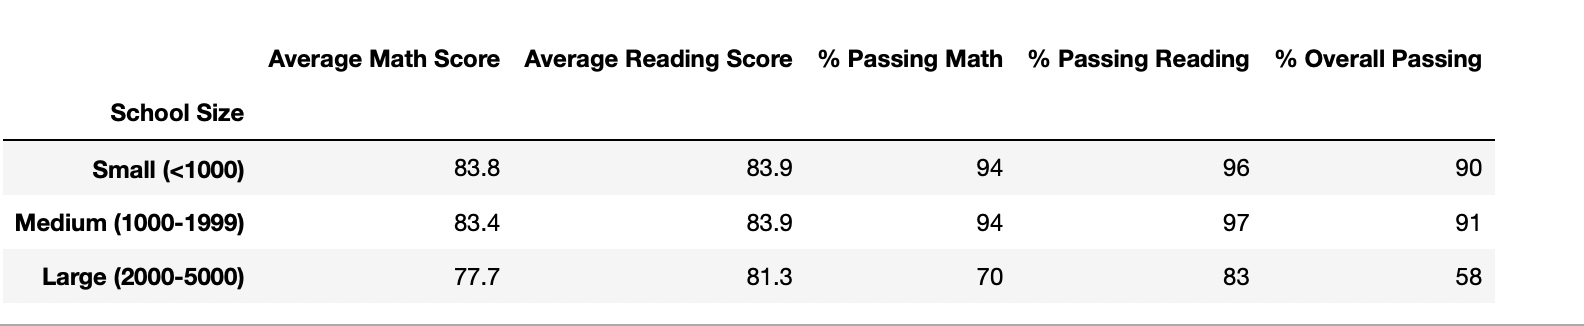 Average Math Score Average Reading Score % Passing Math % Passing Reading % Overall Passing
School Size
Small (<1000) 83.8 83.9 94 96 90
Medium (1000-1999) 83.4 83.9 94 97 91
Large (2000-5000) 77.7 81.3 70 83 58